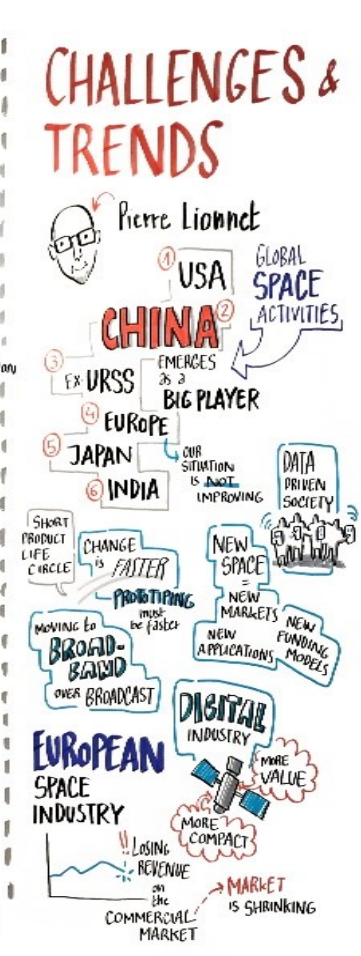 CHALLENGES &
TRENDS
Pierre Lionnet
① USA
GLOBAL
SPACE
ACTIVITIES
CHINA ②
EMERGES
as a
BIG PLAYER
③
Ex-URSS
④
EUROPE
OUR
SITUATION
IS NOT
IMPROVING
⑤ JAPAN
⑥ INDIA
DATA
DRIVEN
SOCIETY
SHORT
PRODUCT
LIFE
CIRCLE
CHANGE
is FASTER
PROTOTIPING
must
be faster
NEW
SPACE
=
NEW
MARKETS
NEW
APPLICATIONS
NEW
FUNDING
MODELS
MOVING to
BROAD-
BAND
OVER BROADCAST
DIGITAL
INDUSTRY
MORE
VALUE
MORE
COMPACT
EUROPEAN
SPACE
INDUSTRY
!! LOSING
REVENUE
on
the
COMMERCIAL
MARKET
MARKET
IS SHRINKING